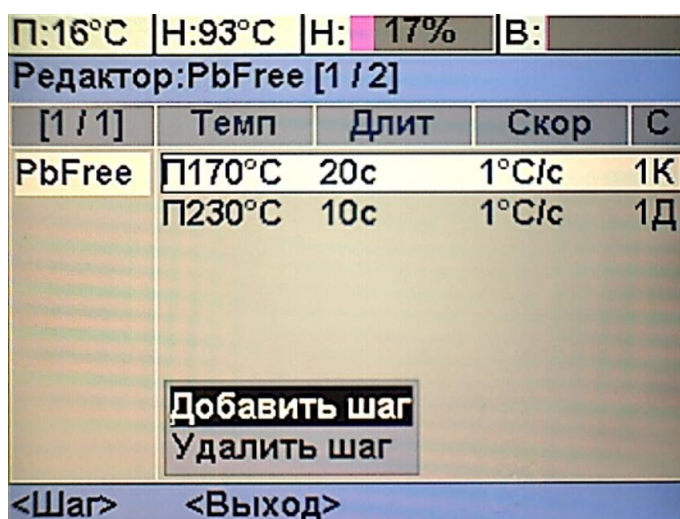 П:16°C H:93°C H: 17% B:
Редактор:PbFree [1 / 2]
[1 / 1] Темп Длит Скор С
PbFree П170°C 20с 1°C/с 1К
П230°C 10с 1°C/с 1Д
Добавить шаг
Удалить шаг
<Шаг> <Выход>